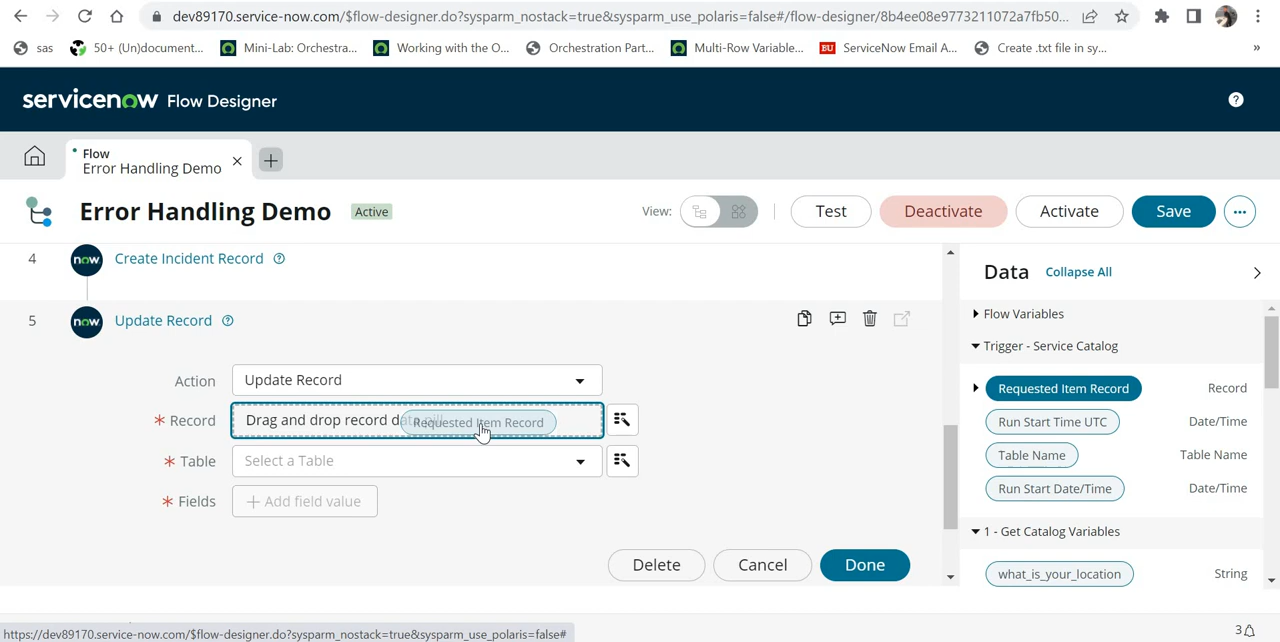 dev89170.service-now.com/$flow-designer.do?sysparm_nostack=true&sysparm_use_polaris=false#/flow-designer/8b4ee08e9773211072a7fb50...
sas
50+ (Un)document...
Mini-Lab: Orchestra...
Working with the O...
Orchestration Part...
Multi-Row Variable...
BU
ServiceNow Email A...
Create .txt file in sy...
»
servicenow Flow Designer
?
Flow
Error Handling Demo
Error Handling Demo
Active
View:
Test
Deactivate
Activate
Save
4
now
Create Incident Record
5
now
Update Record
Action
Update Record
* Record
Drag and drop record data pill
Requested Item Record
* Table
Select a Table
* Fields
+ Add field value
Delete
Cancel
Done
Data
Collapse All
Flow Variables
Trigger - Service Catalog
Requested Item Record
Record
Run Start Time UTC
Date/Time
Table Name
Table Name
Run Start Date/Time
Date/Time
1 - Get Catalog Variables
what_is_your_location
String
https://dev89170.service-now.com/$flow-designer.do?sysparm_nostack=true&sysparm_use_polaris=false#
3